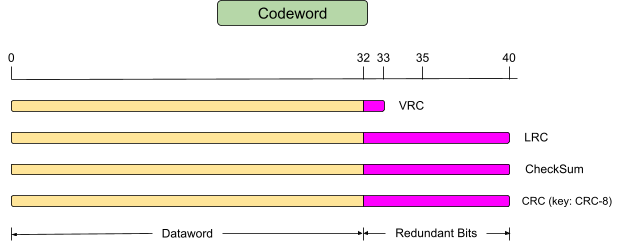 Codeword
0 32 33 35 40
VRC
LRC
CheckSum
CRC (key: CRC-8)
Dataword Redundant Bits